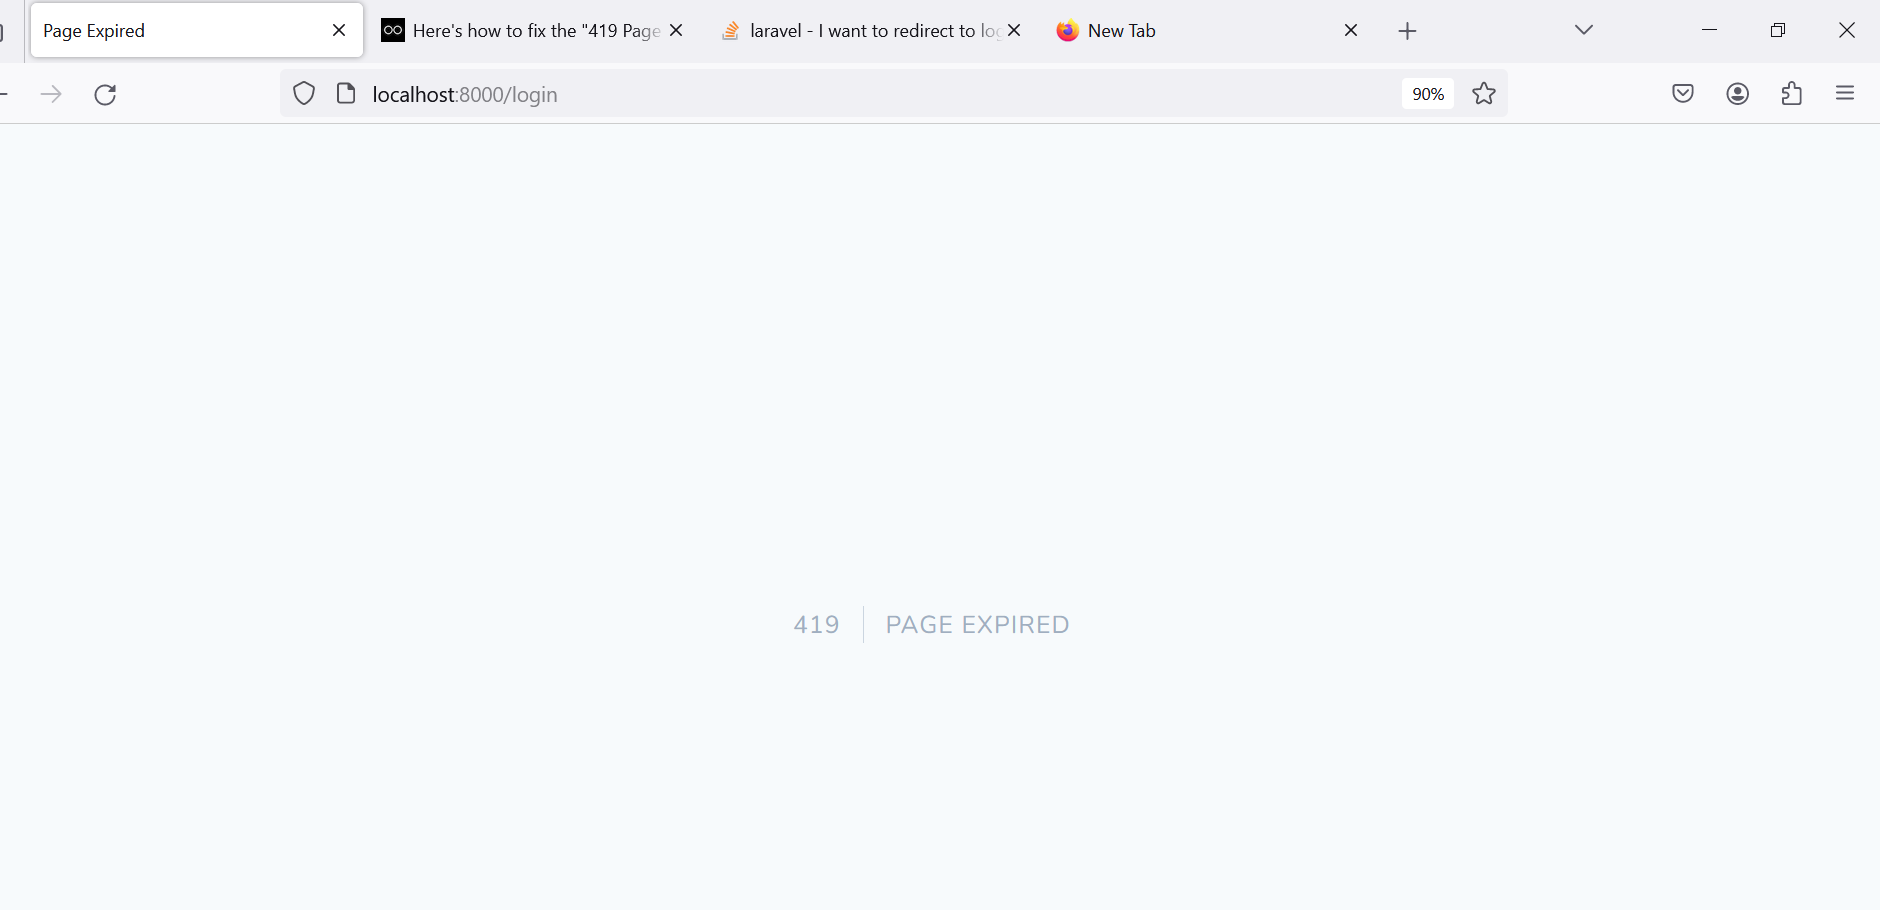 Page Expired
Here's how to fix the "419 Page
laravel - I want to redirect to log
New Tab
localhost:8000/login
90%
419
PAGE EXPIRED